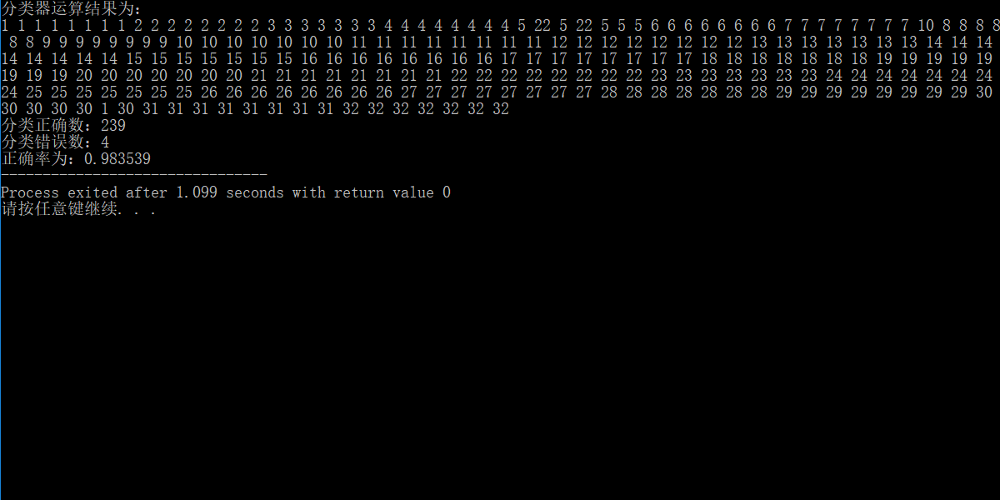 分类器运算结果为:
1 1 1 1 1 1 1 1 2 2 2 2 2 2 2 2 3 3 3 3 3 3 3 4 4 4 4 4 4 4 4 5 22 5 22 5 5 5 6 6 6 6 6 6 6 6 7 7 7 7 7 7 7 7 10 8 8 8 8
8 8 9 9 9 9 9 9 9 9 10 10 10 10 10 10 10 11 11 11 11 11 11 11 11 12 12 12 12 12 12 12 12 13 13 13 13 13 13 13 14 14 14
14 14 14 14 14 15 15 15 15 15 15 15 16 16 16 16 16 16 16 16 17 17 17 17 17 17 17 17 18 18 18 18 18 18 18 19 19 19 19 19
19 19 19 20 20 20 20 20 20 20 21 21 21 21 21 21 21 21 22 22 22 22 22 22 22 22 23 23 23 23 23 23 23 24 24 24 24 24 24 24
24 25 25 25 25 25 25 25 26 26 26 26 26 26 26 26 27 27 27 27 27 27 27 27 28 28 28 28 28 28 28 29 29 29 29 29 29 29 29 30
30 30 30 30 1 30 31 31 31 31 31 31 31 31 32 32 32 32 32 32 32
分类正确数: 239
分类错误数: 4
正确率为: 0.983539
--------------------------------
Process exited after 1.099 seconds with return value 0
请按任意键继续. . .